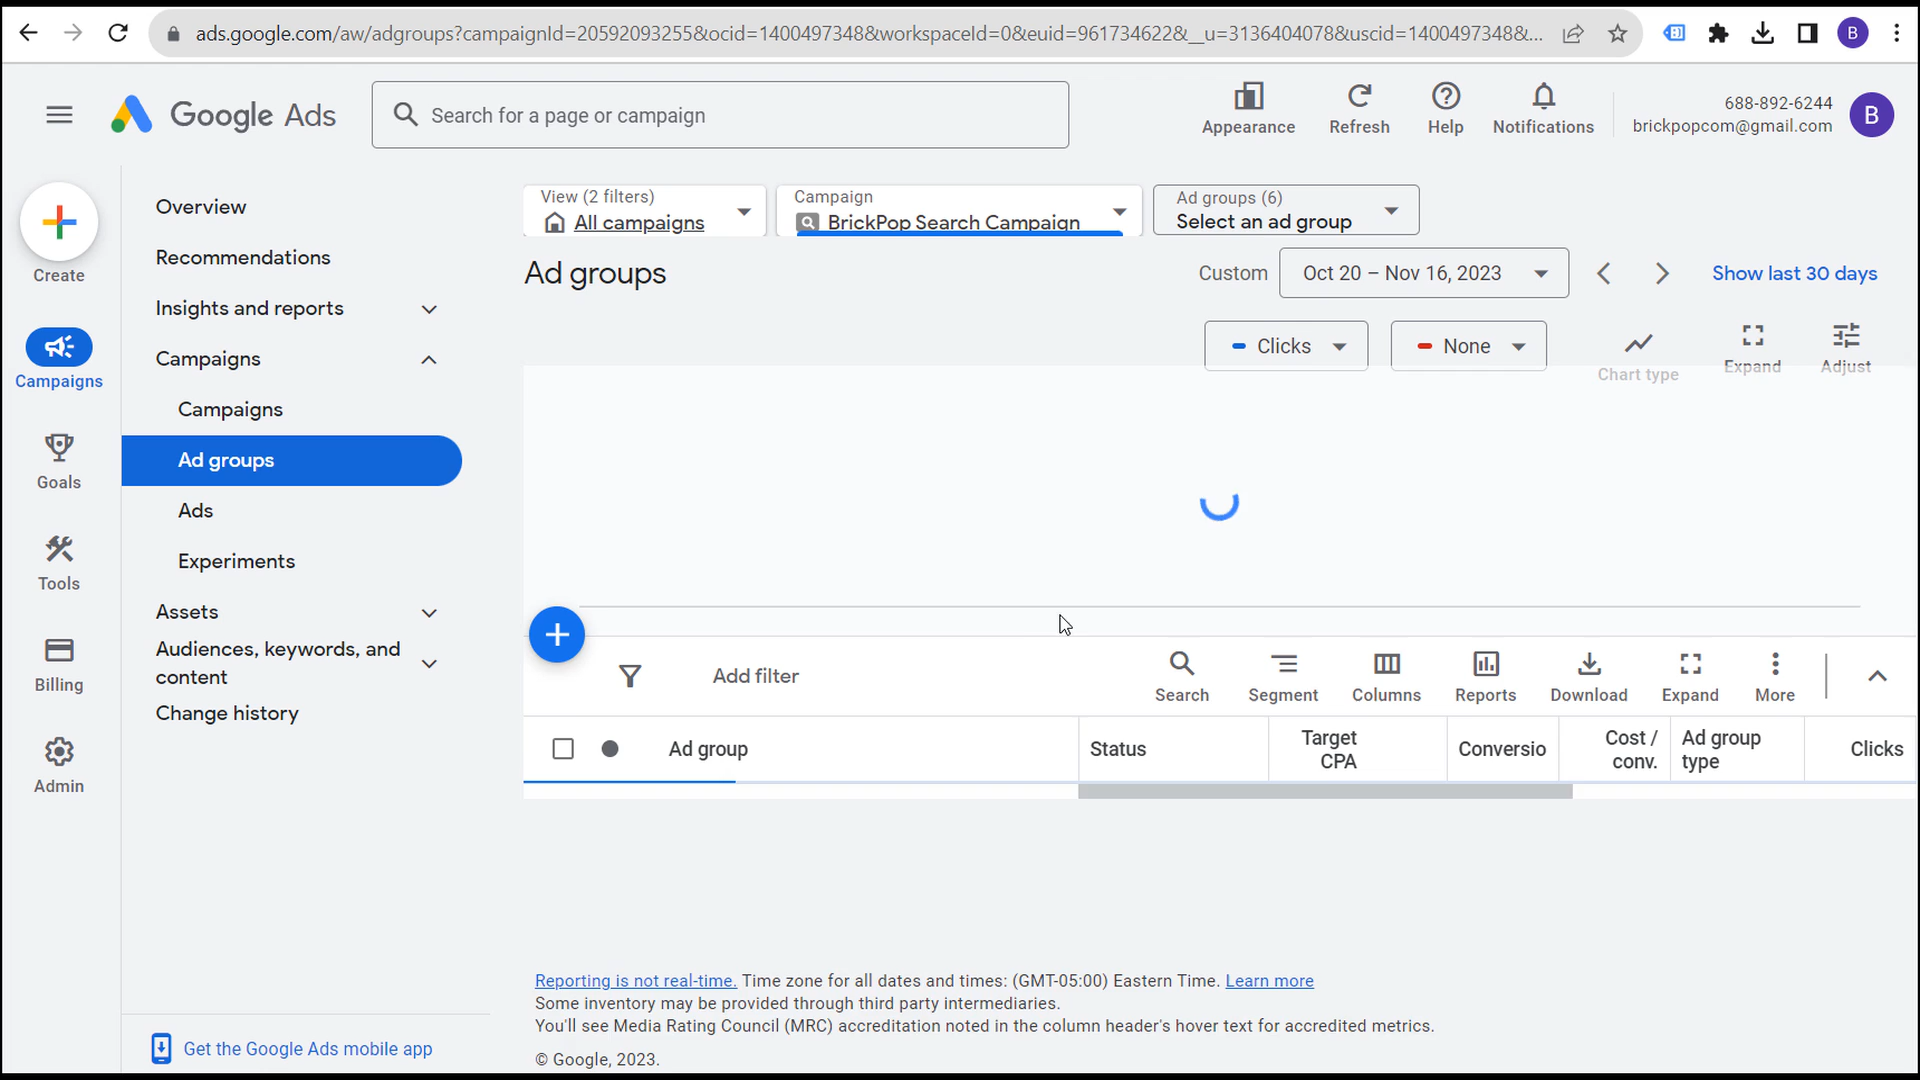 ads.google.com/aw/adgroups?campaignId=20592093255&ocid=1400497348&workspaceId=0&euid=961734622&__u=3136404078&uscid=1400497348&...
B
Google Ads
Search for a page or campaign
Appearance
Refresh
Help
Notifications
688-892-6244
brickpopcom@gmail.com
B
Create
Campaigns
Goals
Tools
Billing
Admin
Overview
Recommendations
Insights and reports
Campaigns
Campaigns
Ad groups
Ads
Experiments
Assets
Audiences, keywords, and
content
Change history
Get the Google Ads mobile app
View (2 filters)
All campaigns
Campaign
BrickPop Search Campaign
Ad groups (6)
Select an ad group
Ad groups
Custom
Oct 20 – Nov 16, 2023
Show last 30 days
Clicks
None
Chart type
Expand
Adjust
Add filter
Search
Segment
Columns
Reports
Download
Expand
More
Ad group
Status
Target
CPA
Conversio
Cost /
conv.
Ad group
type
Clicks
Reporting is not real-time. Time zone for all dates and times: (GMT-05:00) Eastern Time. Learn more
Some inventory may be provided through third party intermediaries.
You'll see Media Rating Council (MRC) accreditation noted in the column header's hover text for accredited metrics.
© Google, 2023.